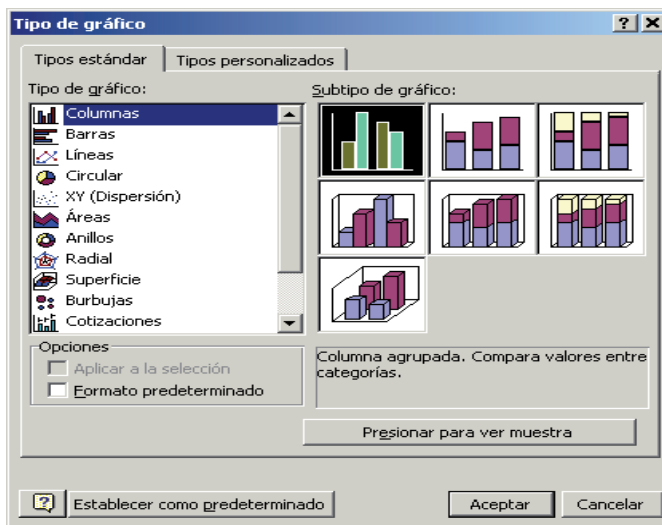 Tipo de gráfico
Tipos estándar
Tipos personalizados
Tipo de gráfico:
Columnas
Barras
Líneas
Circular
XY (Dispersión)
Áreas
Anillos
Radial
Superficie
Burbujas
Cotizaciones
Subtipo de gráfico:
Opciones
Aplicar a la selección
Formato predeterminado
Columna agrupada. Compara valores entre
categorías.
Presionar para ver muestra
Establecer como predeterminado
Aceptar
Cancelar